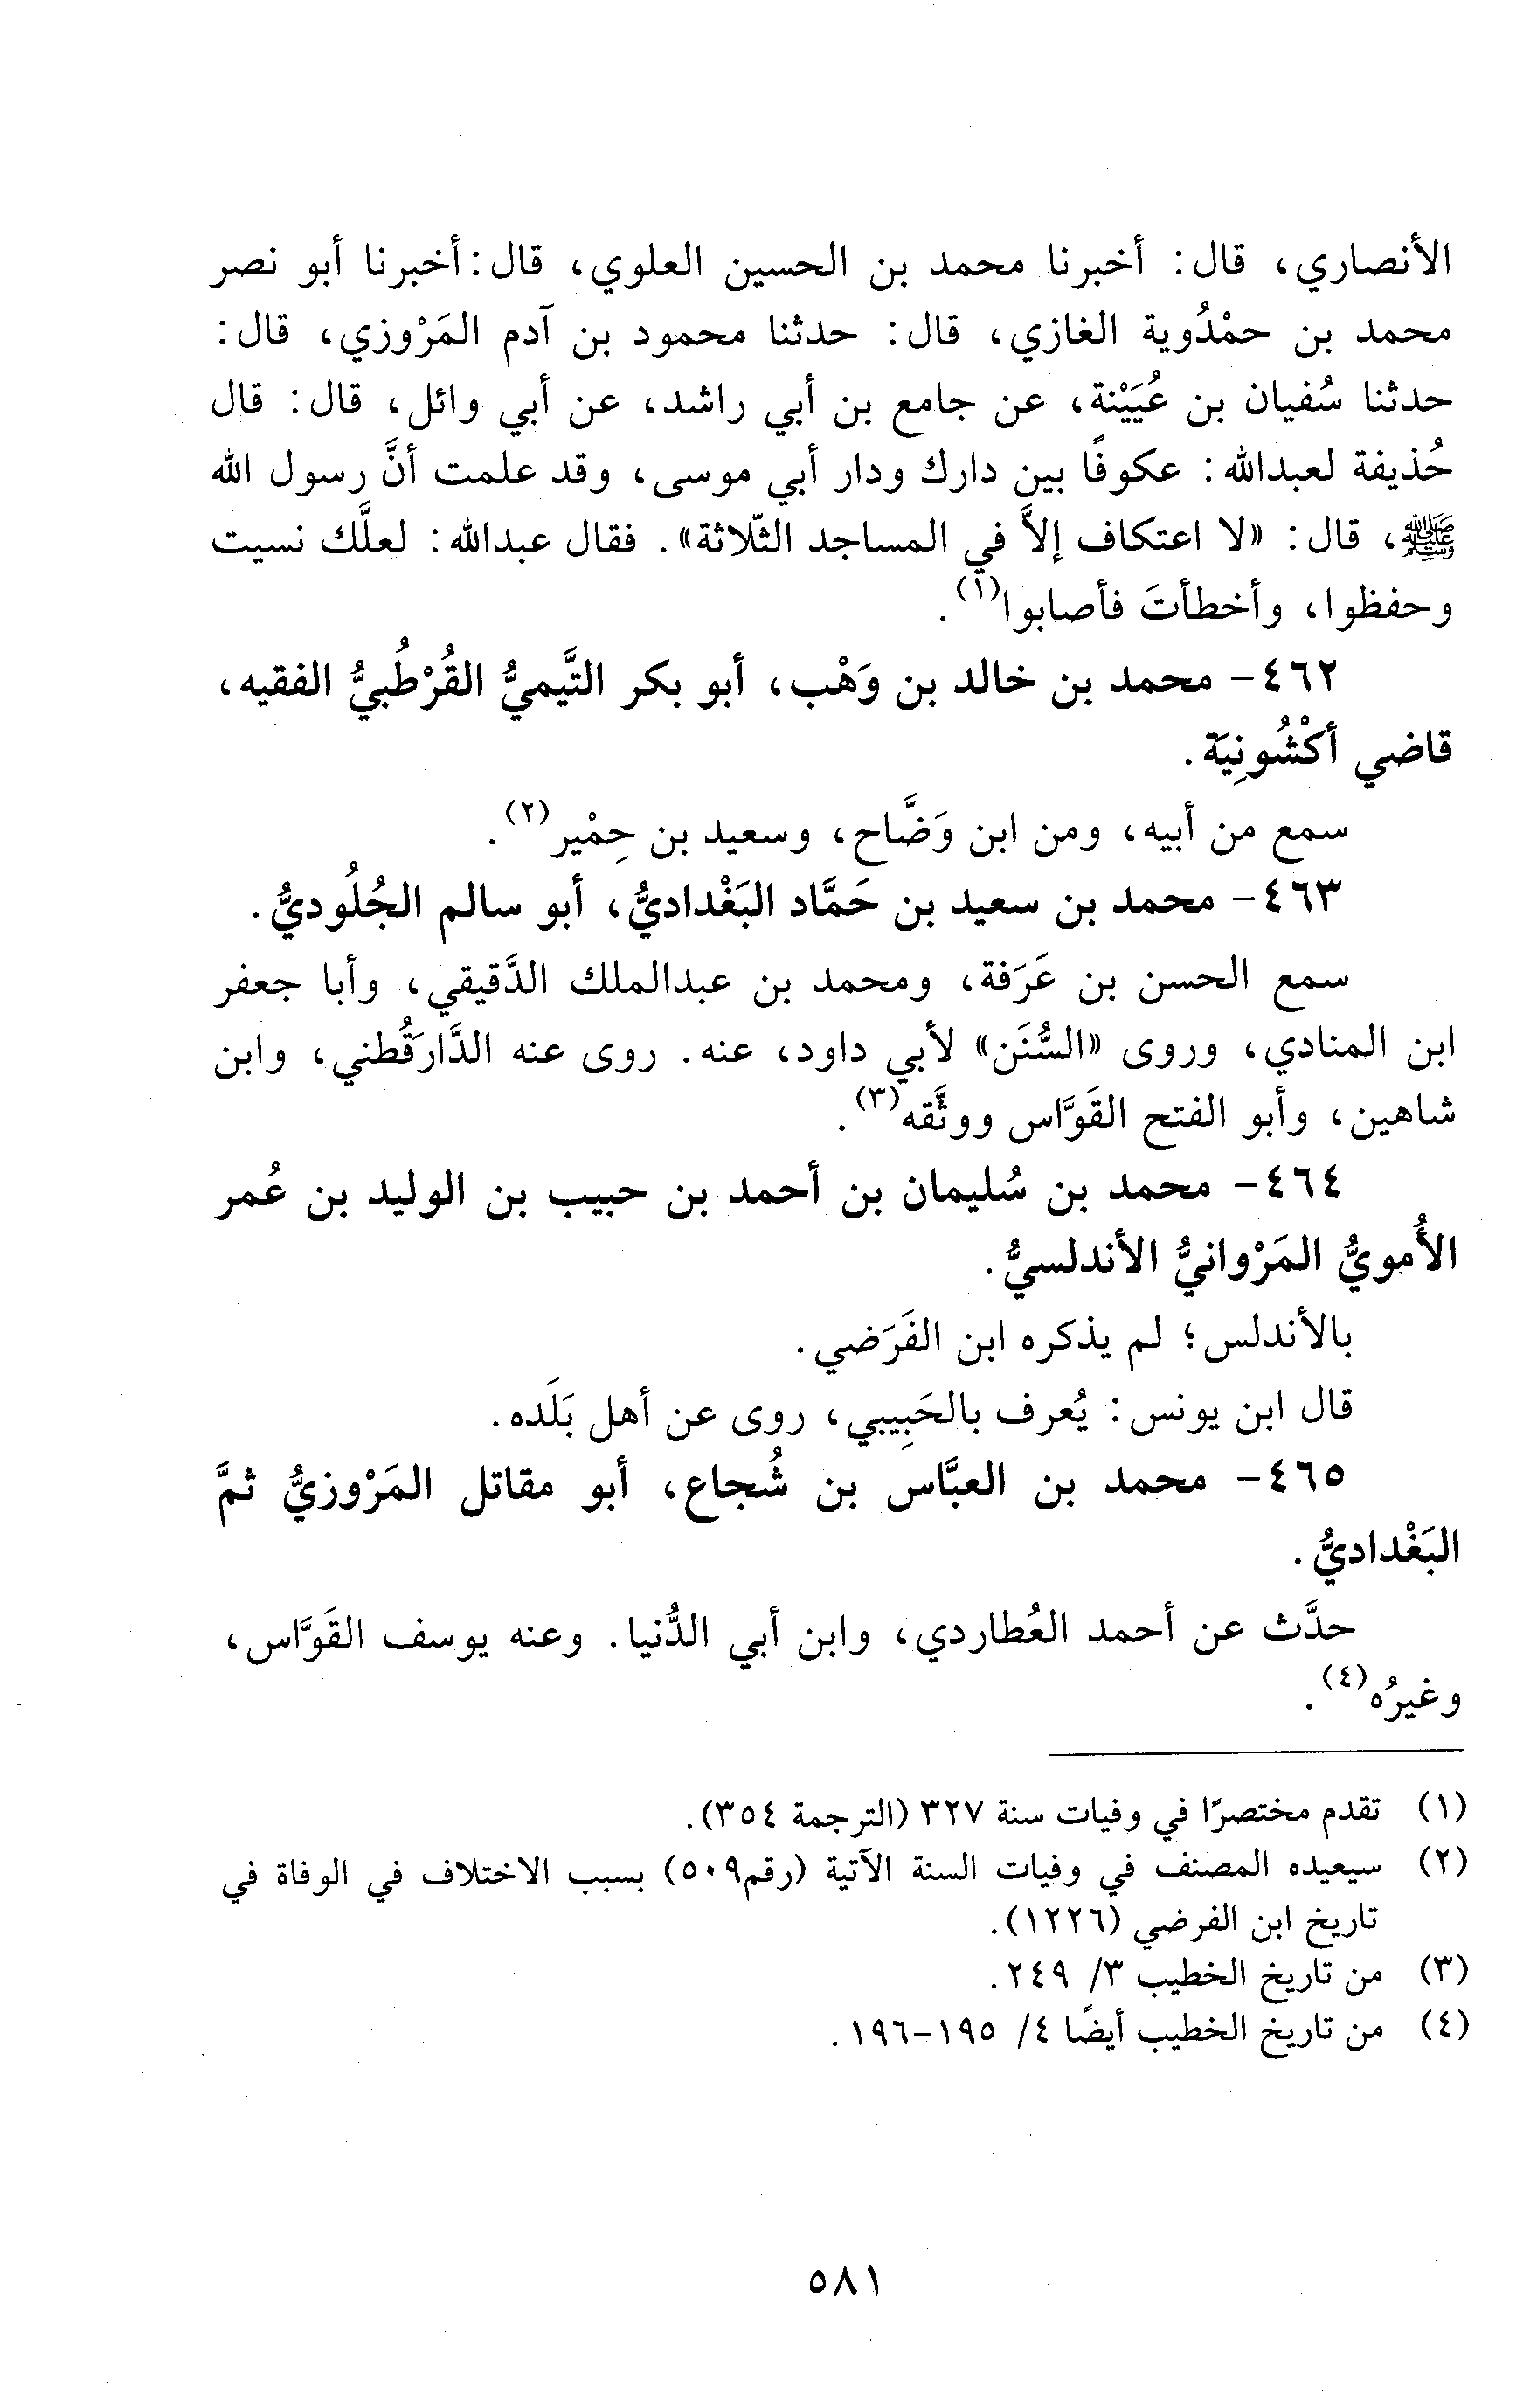 الأنصاري، قال: أخبرنا محمد بن الحسين العلوي، قال: أخبرنا أبو نصر
محمد بن حمْدُوية الغازي، قال: حدثنا محمود بن آدم المَرْوزي، قال:
حدثنا سُفيان بن عُيَيْنة، عن جامع بن أبي راشد، عن أبي وائل، قال: قال
حُذيفة لعبدالله: عكوفًا بين دارك ودار أبي موسى، وقد علمت أنَّ رسول الله
ﷺ، قال: «لا اعتكاف إلاَّ في المساجد الثّلاثة». فقال عبدالله: لعلَّك نسيت
وحفظوا، وأخطأتَ فأصابوا(١).
٤٦٢- محمد بن خالد بن وَهْب، أبو بكر التَّيميُّ القُرْطُبيُّ الفقيه،
قاضي أكْشُونِيَة.
سمع من أبيه، ومن ابن وَضَّاح، وسعيد بن حِمْير(٢).
٤٦٣- محمد بن سعيد بن حَمَّاد البَغْداديُّ، أبو سالم الجُلُوديُّ.
سمع الحسن بن عَرَفة، ومحمد بن عبدالملك الدَّقيقي، وأبا جعفر
ابن المنادي، وروى «السُّنَن» لأبي داود، عنه. روى عنه الدَّارَقُطني، وابن
شاهين، وأبو الفتح القَوَّاس ووثَّقه(٣).
٤٦٤- محمد بن سُليمان بن أحمد بن حبيب بن الوليد بن عُمر
الأُمويُّ المَرْوانيُّ الأندلسيُّ.
بالأندلس؛ لم يذكره ابن الفَرَضي.
قال ابن يونس: يُعرف بالحَبِيبي، روى عن أهل بَلَده.
٤٦٥- محمد بن العبَّاس بن شُجاع، أبو مقاتل المَرْوزيُّ ثمَّ
البَغْداديُّ.
حدَّث عن أحمد العُطاردي، وابن أبي الدُّنيا. وعنه يوسف القَوَّاس،
وغيرُه(٤).
(١) تقدم مختصرًا في وفيات سنة ٣٢٧ (الترجمة ٣٥٤).
(٢) سيعيده المصنف في وفيات السنة الآتية (رقم٥٠٩) بسبب الاختلاف في الوفاة في
تاريخ ابن الفرضي (١٢٢٦).
(٣) من تاريخ الخطيب ٣/ ٢٤٩.
(٤) من تاريخ الخطيب أيضًا ٤/ ١٩٥-١٩٦.
٥٨١